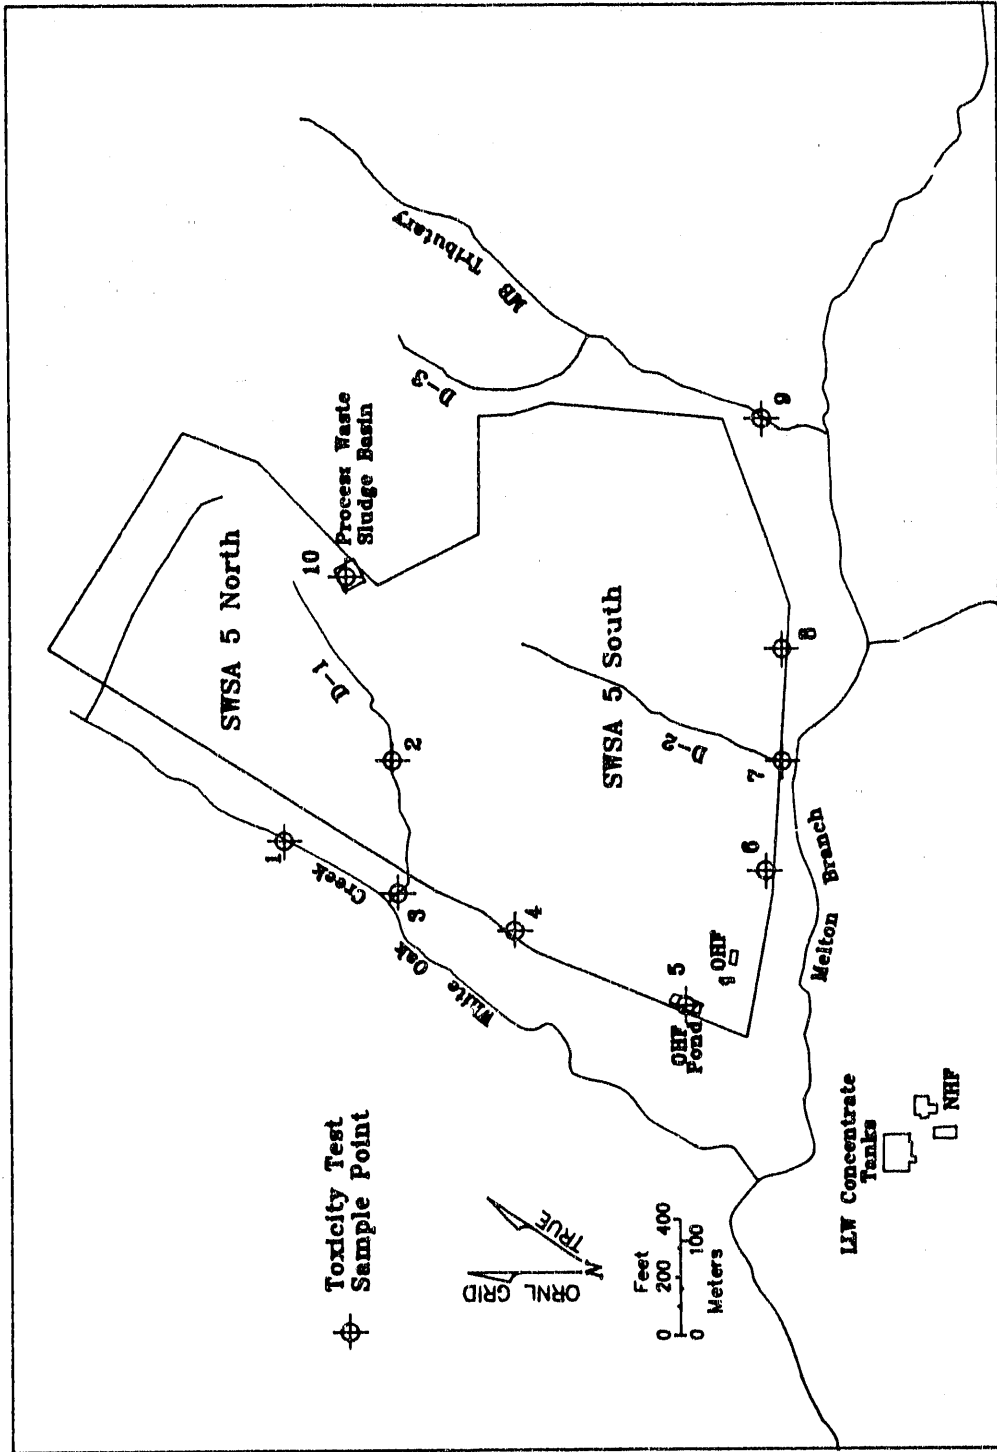 SWSA 5 North
10
Process Waste
Sludge Basin
D-3
MB Tributary
D-1
2
1
White Oak Creek
3
4
SWSA 5 South
D-2
5
OHF
Pond
OHF
6
7
8
9
Melton Branch
Toxicity Test
Sample Point
ORNL GRID
TRUE
N
Feet
0 200 400
0 100
Meters
LLW Concentrate
Tanks
NHF